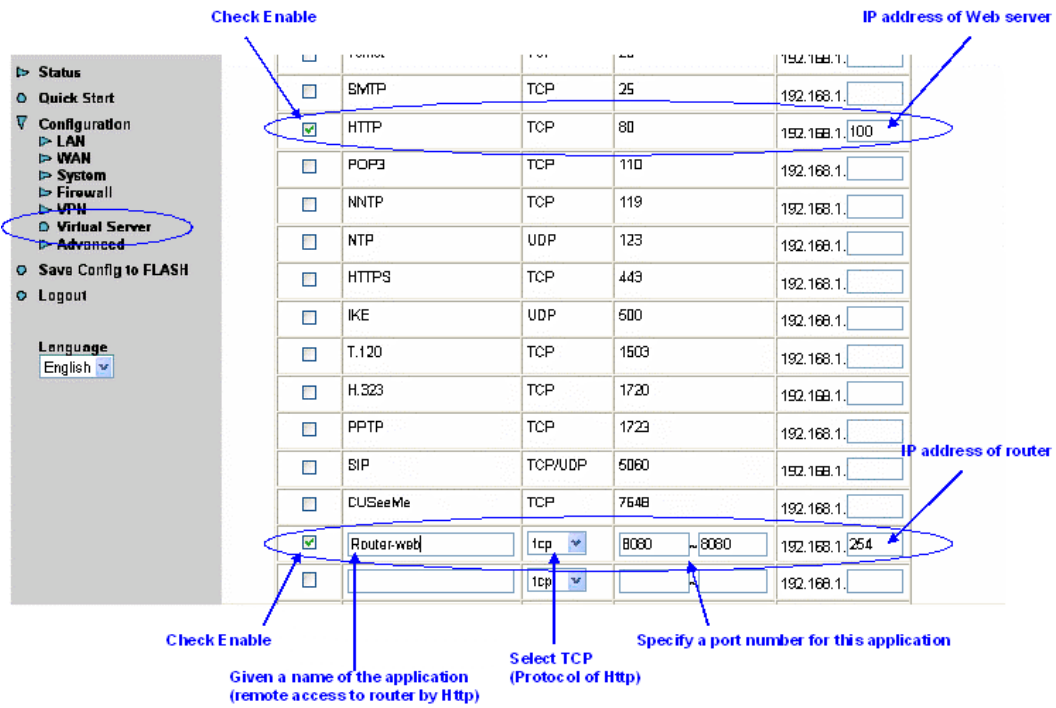 Check Enable
IP address of Web server
Status
Quick Start
Configuration
LAN
WAN
System
Firewall
VPN
Virtual Server
Advanced
Save Config to FLASH
Logout
Language
English
192.168.1.
SMTP TCP 25 192.168.1.
HTTP TCP 80 192.168.1. 100
POP3 TCP 110 192.168.1.
NNTP TCP 119 192.168.1.
NTP UDP 123 192.168.1.
HTTPS TCP 443 192.168.1.
IKE UDP 500 192.168.1.
T.120 TCP 1503 192.168.1.
H.323 TCP 1720 192.168.1.
PPTP TCP 1723 192.168.1.
IP address of router
SIP TCP/UDP 5060 192.168.1.
CUSeeMe TCP 7648 192.168.1.
Router-web tcp 8080 ~ 8080 192.168.1. 254
tcp ~ 192.168.1.
Check Enable
Specify a port number for this application
Select TCP
(Protocol of Http)
Given a name of the application
(remote access to router by Http)